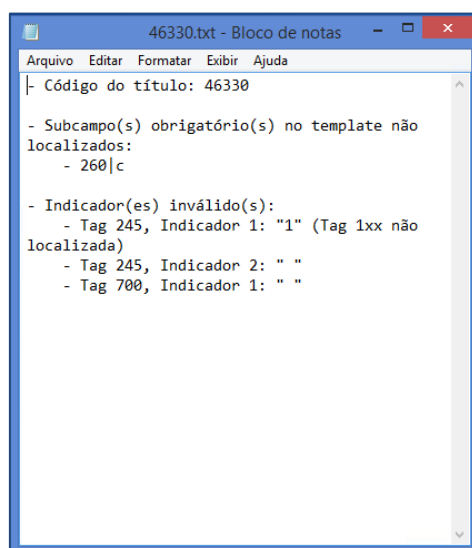 46330.txt - Bloco de notas
Arquivo Editar Formatar Exibir Ajuda
- Código do título: 46330
- Subcampo(s) obrigatório(s) no template não
localizados:
- 260|c
- Indicador(es) inválido(s):
- Tag 245, Indicador 1: "1" (Tag 1xx não
localizada)
- Tag 245, Indicador 2: " "
- Tag 700, Indicador 1: " "